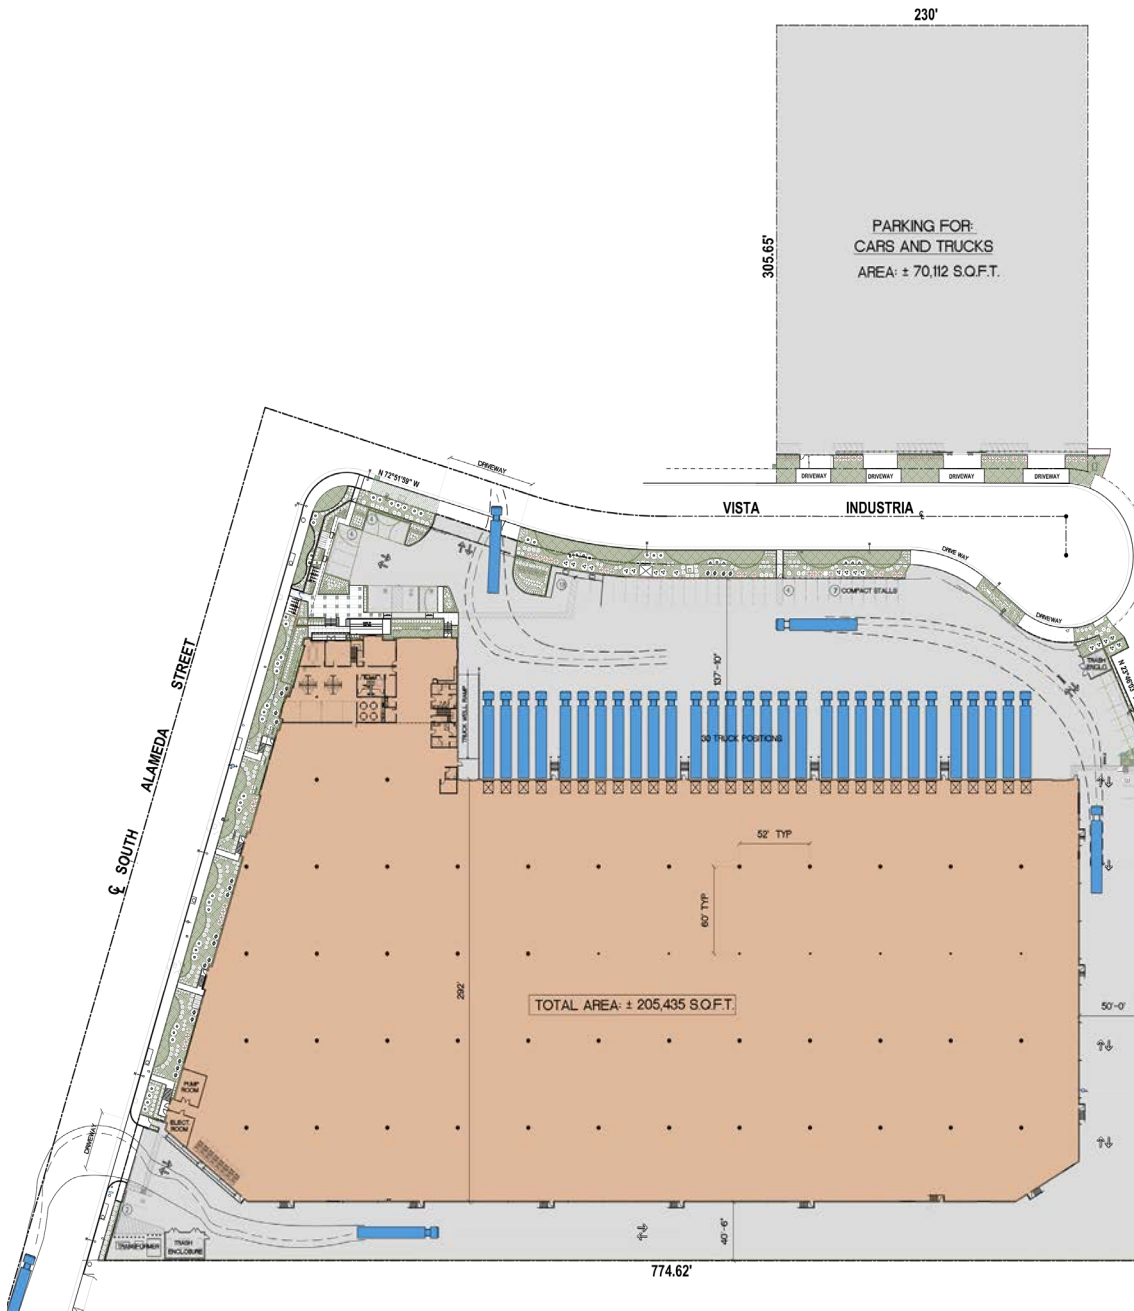 230'
305.65'
PARKING FOR:
CARS AND TRUCKS
AREA: ± 70,112 S.Q.F.T.
DRIVEWAY
N 72°51'59" W
DRIVEWAY
DRIVEWAY
DRIVEWAY
DRIVEWAY
VISTA INDUSTRIA
DRIVE WAY
COMPACT STALLS
DRIVEWAY
TRASH
ENCLO.
SOUTH ALAMEDA STREET
TRUCK WELL RAMP
137'-10"
30 TRUCK POSITIONS
52' TYP
60' TYP
292'
TOTAL AREA: ± 205,435 S.Q.F.T.
50'-0"
PUMP
ROOM
ELECT.
ROOM
DRIVEWAY
TRANSFORMER
TRASH
ENCLOSURE
40'-6"
774.62'